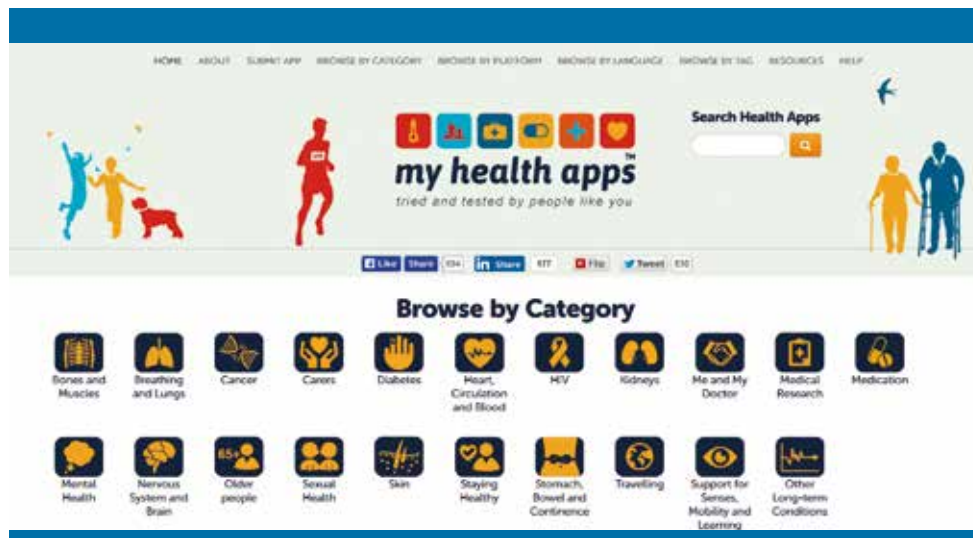 HOME ABOUT SUBMIT APP BROWSE BY CATEGORY BROWSE BY PLATFORM BROWSE BY LANGUAGE BROWSE BY TAG RESOURCES HELP
Search Health Apps
my health apps™
tried and tested by people like you
Like Share in Share Flip Tweet
Browse by Category
Bones and Muscles
Breathing and Lungs
Cancer
Carers
Diabetes
Heart, Circulation and Blood
HIV
Kidneys
Me and My Doctor
Medical Research
Medication
65+
Mental Health
Nervous System and Brain
Older people
Sexual Health
Skin
Staying Healthy
Stomach, Bowel and Continence
Travelling
Support for Senses, Mobility and Learning
Other Long-term Conditions